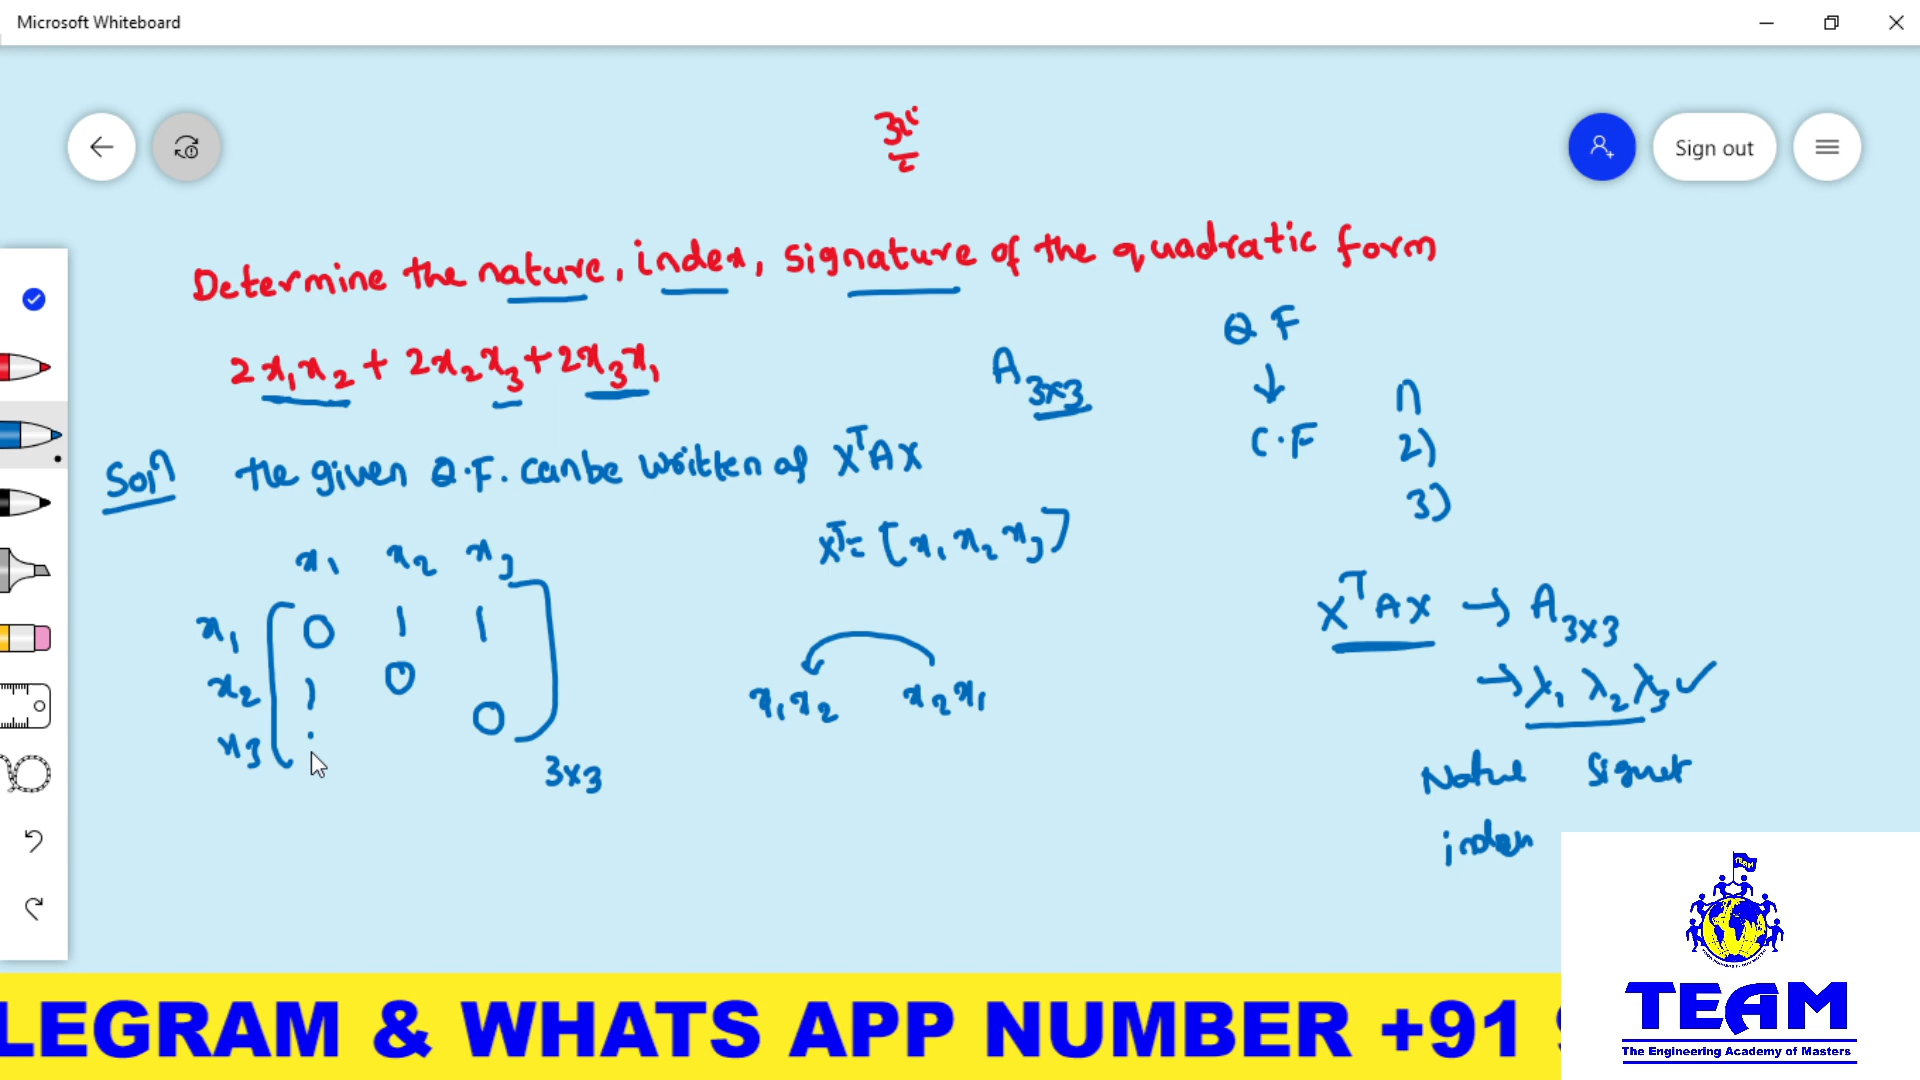 Microsoft Whiteboard
Sign out
Determine the nature, index, signature of the quadratic form
2x₁x₂ + 2x₂x₃ + 2x₃x₁
A₃ₓ₃
Q F
↓
C.F
1)
2)
3)
Soln the given Q.F. can be written as XᵀAX
Xᵀ = [x₁ x₂ x₃]
x₁ x₂ x₃
x₁ [0 1 1]
x₂ 1 0
x₃ 0
3x3
x₁x₂ x₂x₁
XᵀAX → A₃ₓ₃
→ λ₁ λ₂ λ₃ ✓
Nature Signat
index
LEGRAM & WHATS APP NUMBER +91
TEAM
TEAM
The Engineering Academy of Masters